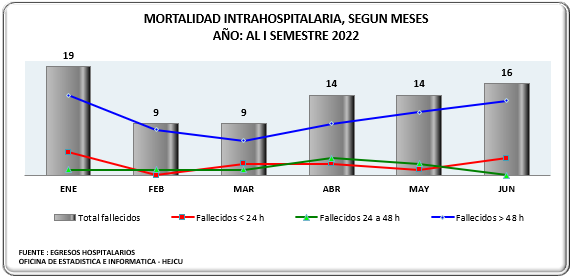 MORTALIDAD INTRAHOSPITALARIA, SEGUN MESES
AÑO: AL I SEMESTRE 2022
19
9
9
14
14
16
ENE FEB MAR ABR MAY JUN
Total fallecidos Fallecidos < 24 h Fallecidos 24 a 48 h Fallecidos > 48 h
FUENTE : EGRESOS HOSPITALARIOS
OFICINA DE ESTADISTICA E INFORMATICA - HEJCU